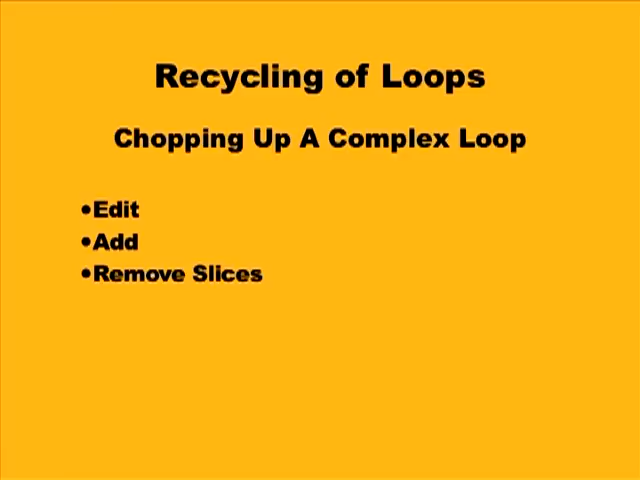 Recycling of Loops
Chopping Up A Complex Loop
•Edit
•Add
•Remove Slices